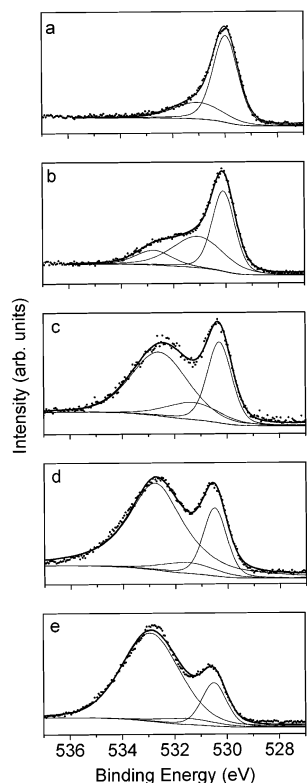 a
b
c
d
e
Intensity (arb. units)
536 534 532 530 528
Binding Energy (eV)